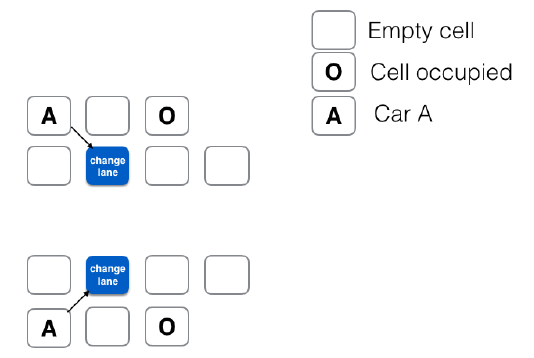 Empty cell
O Cell occupied
A Car A
A O
change
lane
change
lane
A O